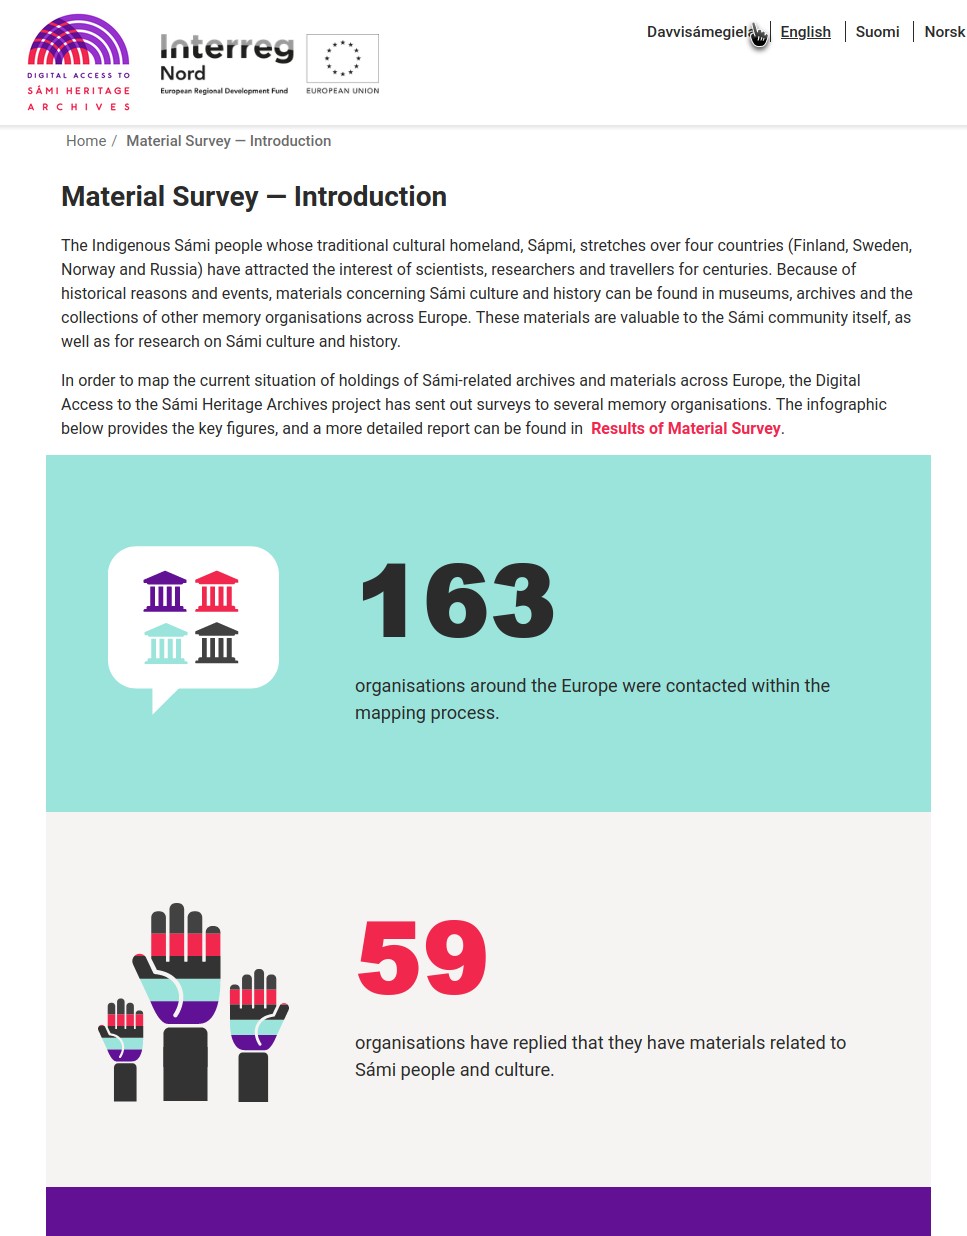 DIGITAL ACCESS TO
SÁMI HERITAGE
ARCHIVES
Interreg
Nord
European Regional Development Fund
EUROPEAN UNION
Davvisámegiela
English
Suomi
Norsk
Home / Material Survey — Introduction
Material Survey — Introduction
The Indigenous Sámi people whose traditional cultural homeland, Sápmi, stretches over four countries (Finland, Sweden,
Norway and Russia) have attracted the interest of scientists, researchers and travellers for centuries. Because of
historical reasons and events, materials concerning Sámi culture and history can be found in museums, archives and the
collections of other memory organisations across Europe. These materials are valuable to the Sámi community itself, as
well as for research on Sámi culture and history.
In order to map the current situation of holdings of Sámi-related archives and materials across Europe, the Digital
Access to the Sámi Heritage Archives project has sent out surveys to several memory organisations. The infographic
below provides the key figures, and a more detailed report can be found in Results of Material Survey.
163
organisations around the Europe were contacted within the
mapping process.
59
organisations have replied that they have materials related to
Sámi people and culture.